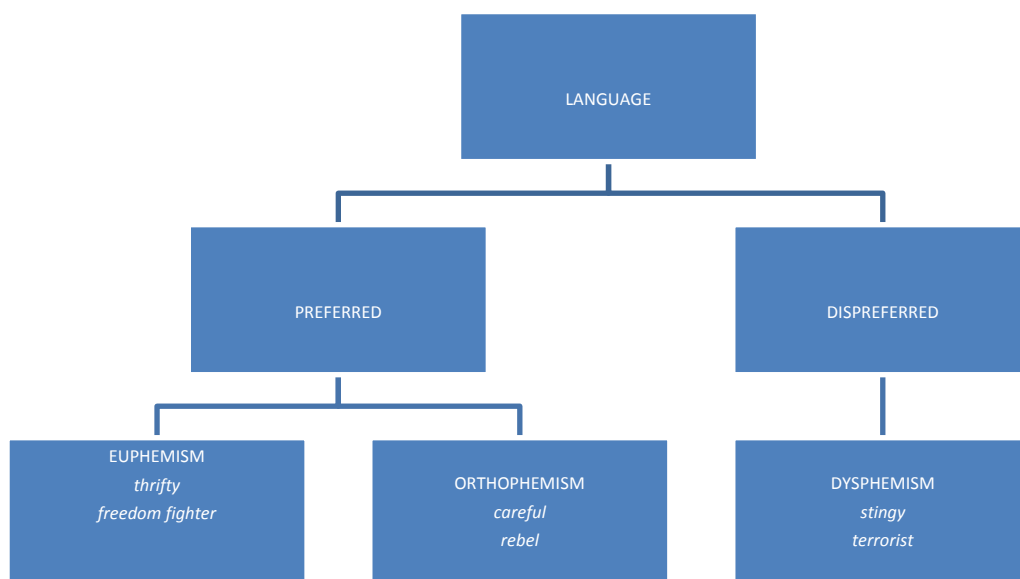 LANGUAGE
PREFERRED
DISPREFERRED
EUPHEMISM
thrifty
freedom fighter
ORTHOPHEMISM
careful
rebel
DYSPHEMISM
stingy
terrorist